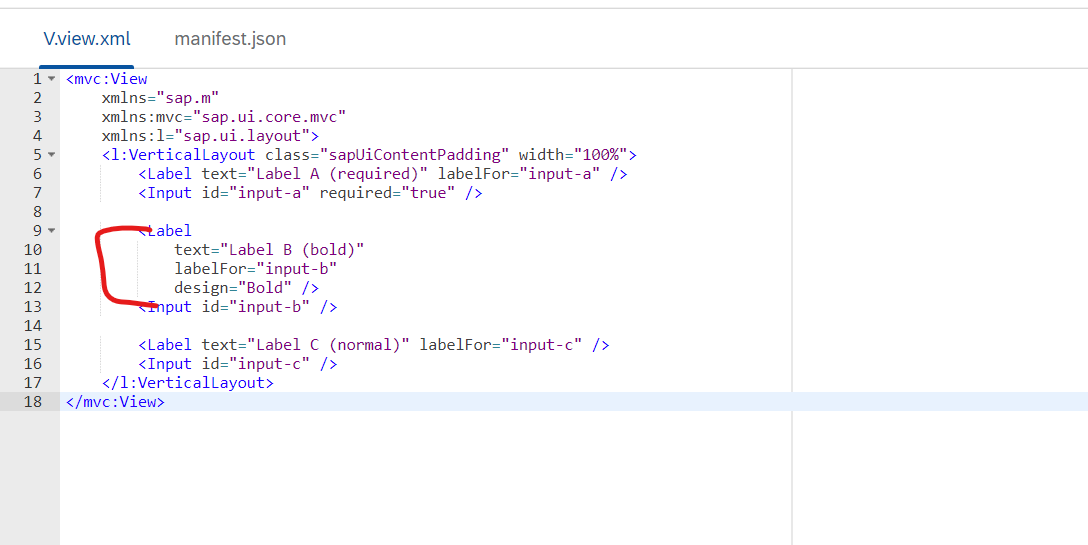 V.view.xml manifest.json
1 <mvc:View
2 xmlns="sap.m"
3 xmlns:mvc="sap.ui.core.mvc"
4 xmlns:l="sap.ui.layout">
5 <l:VerticalLayout class="sapUiContentPadding" width="100%">
6 <Label text="Label A (required)" labelFor="input-a" />
7 <Input id="input-a" required="true" />
8
9 <Label
10 text="Label B (bold)"
11 labelFor="input-b"
12 design="Bold" />
13 <Input id="input-b" />
14
15 <Label text="Label C (normal)" labelFor="input-c" />
16 <Input id="input-c" />
17 </l:VerticalLayout>
18 </mvc:View>